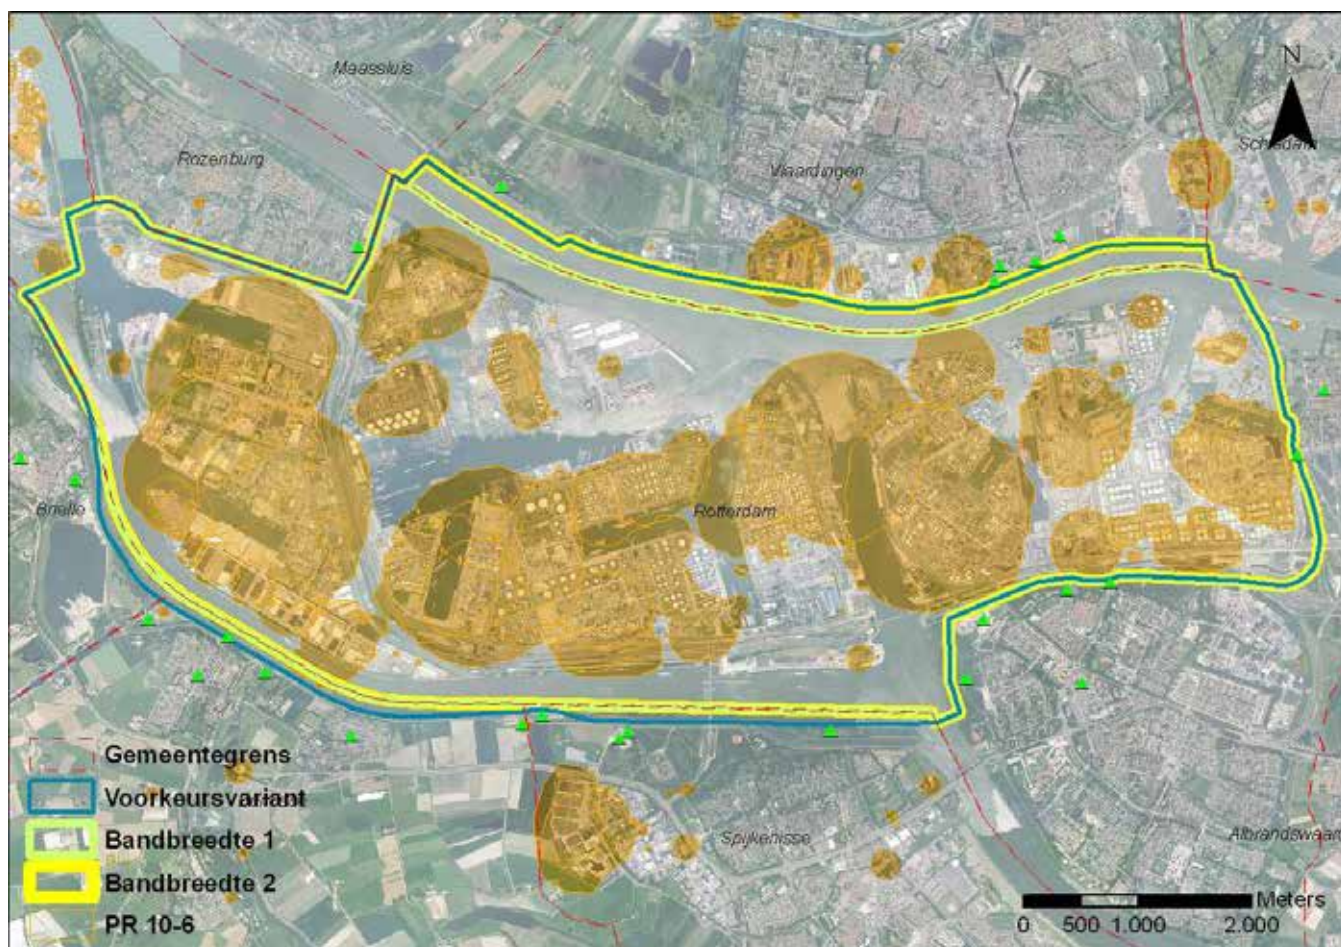 N
Maassluis
Schiedam
Rozenburg
Vlaardingen
Brielle
Rotterdam
Gemeentegrens
Voorkeursvariant
Bandbreedte 1
Spijkenisse
Albrandswaard
Bandbreedte 2
PR 10-6
Meters
0 500 1.000 2.000